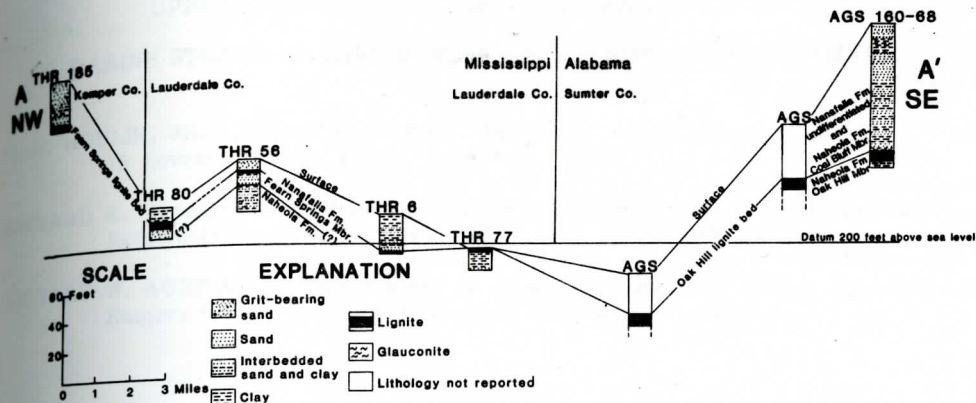 AGS 160-68
THR 185
A
NW
Kemper Co.
Lauderdale Co.
Fearn Springs lignite bed
THR 80
(?)
THR 56
Surface
Nanafalia Fm.
Fearn Springs Mbr.
Naheola Fm. (?)
THR 6
THR 77
Mississippi
Alabama
Lauderdale Co.
Sumter Co.
AGS
Surface
Oak Hill lignite bed
AGS
Nanafalia Fm
undifferentiated
and
Naheola Fm.
Coal Bluff Mbr
Naheola Fm
Oak Hill Mbr.
A'
SE
Datum 200 feet above sea level
SCALE
60 Feet
40
20
0 1 2 3 Miles
EXPLANATION
Grit-bearing
sand
Sand
Interbedded
sand and clay
Clay
Lignite
Glauconite
Lithology not reported